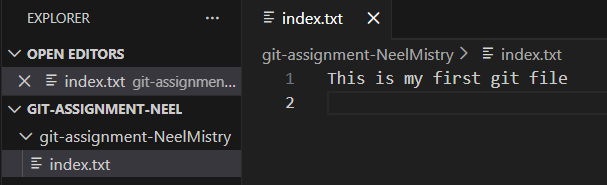 EXPLORER
OPEN EDITORS
index.txt git-assignmen...
GIT-ASSIGNMENT-NEEL
git-assignment-NeelMistry
index.txt
index.txt
git-assignment-NeelMistry > index.txt
1 This is my first git file
2